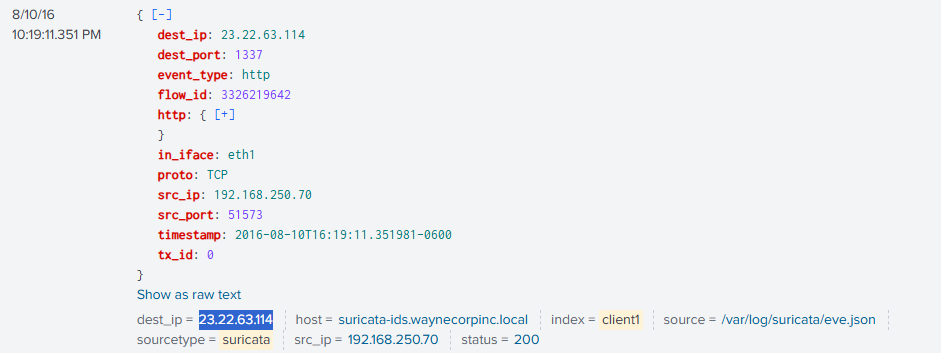 8/10/16
10:19:11.351 PM
{ [-]
dest_ip: 23.22.63.114
dest_port: 1337
event_type: http
flow_id: 3326219642
http: { [+]
}
in_iface: eth1
proto: TCP
src_ip: 192.168.250.70
src_port: 51573
timestamp: 2016-08-10T16:19:11.351981-0600
tx_id: 0
}
Show as raw text
dest_ip = 23.22.63.114 host = suricata-ids.waynecorpinc.local index = client1 source = /var/log/suricata/eve.json
sourcetype = suricata src_ip = 192.168.250.70 status = 200